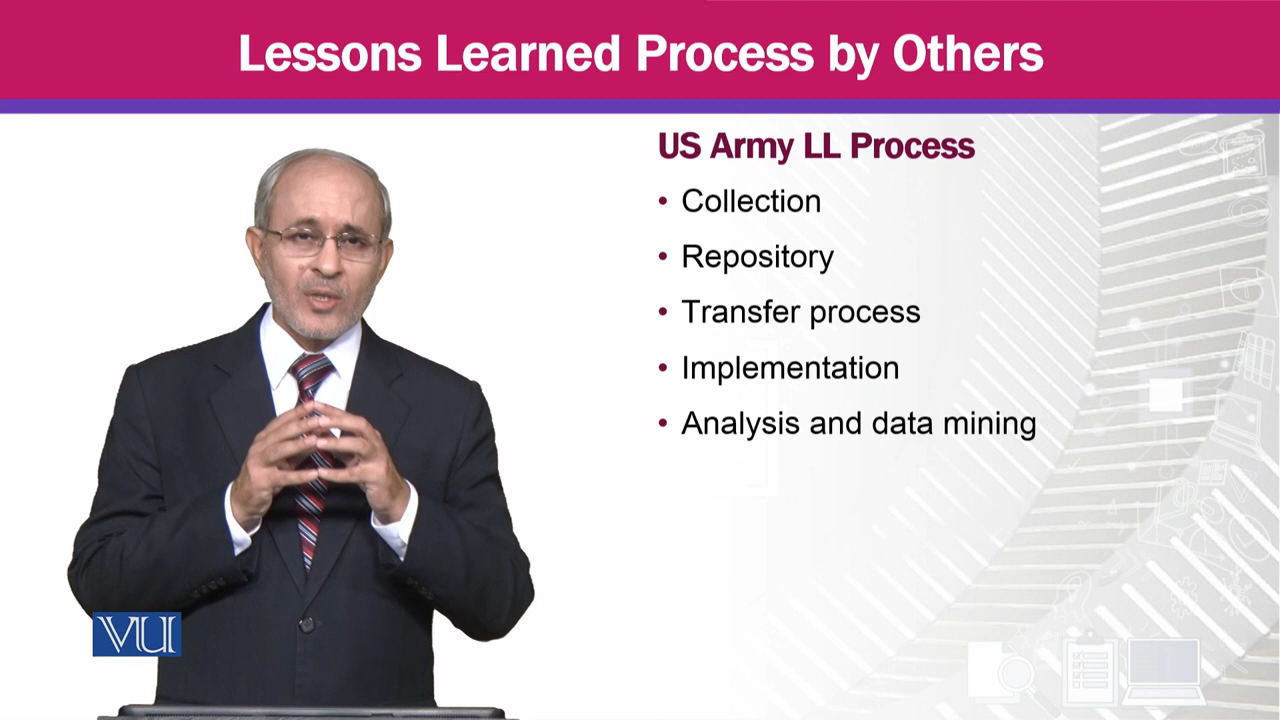 Lessons Learned Process by Others
US Army LL Process
• Collection
• Repository
• Transfer process
• Implementation
• Analysis and data mining
VU